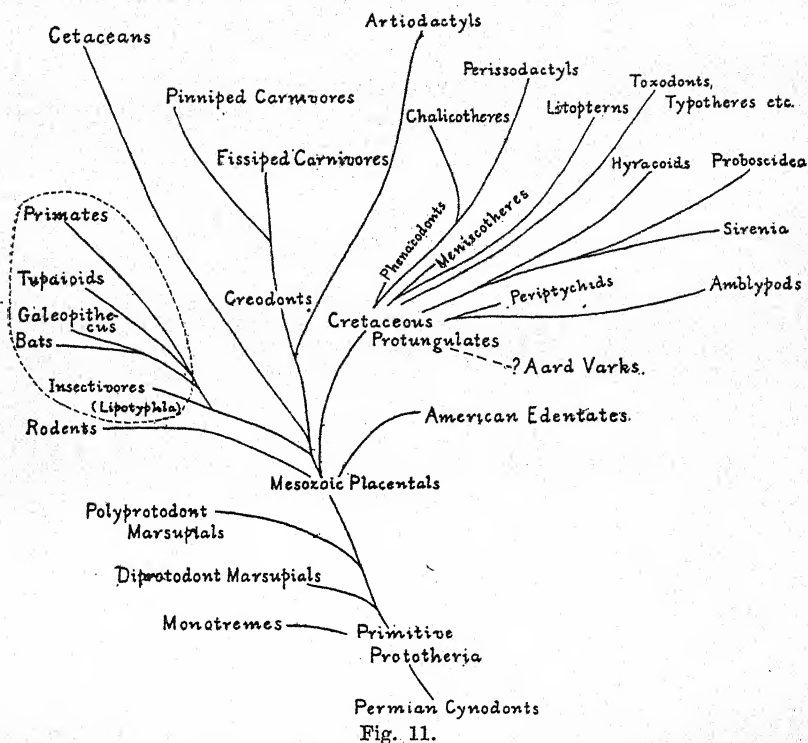 Artiodactyls
Cetaceans
Perissodactyls
Toxodonts,
Typotheres etc.
Pinniped Carnivores
Chalicotheres
Litopterns
Fissiped Carnivores
Hyracoids
Proboscidea
Primates
Phenacodonts
Meniscotheres
Sirenia
Tupaioids
Creodonts
Periptychids
Amblypods
Galeopithe-
cus
Cretaceous
Protungulates
Bats
?Aard Varks.
Insectivores
(Lipotyphla)
American Edentates.
Rodents
Mesozoic Placentals
Polyprotodont
Marsupials
Diprotodont Marsupials
Monotremes
Primitive
Prototheria
Permian Cynodonts
Fig. 11.